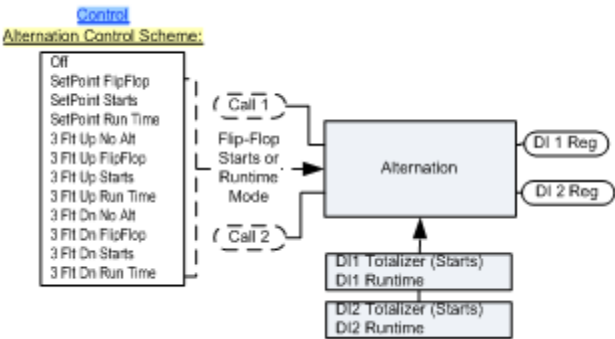 Control
Alternation Control Scheme:
Off
SetPoint FlipFlop
SetPoint Starts
SetPoint Run Time
3 Flt Up No Alt
3 Flt Up FlipFlop
3 Flt Up Starts
3 Flt Up Run Time
3 Flt Dn No Alt
3 Flt Dn FlipFlop
3 Flt Dn Starts
3 Flt Dn Run Time
Call 1
Flip-Flop
Starts or
Runtime
Mode
Call 2
Alternation
DI 1 Reg
DI 2 Reg
DI1 Totalizer (Starts)
DI1 Runtime
DI2 Totalizer (Starts)
DI2 Runtime